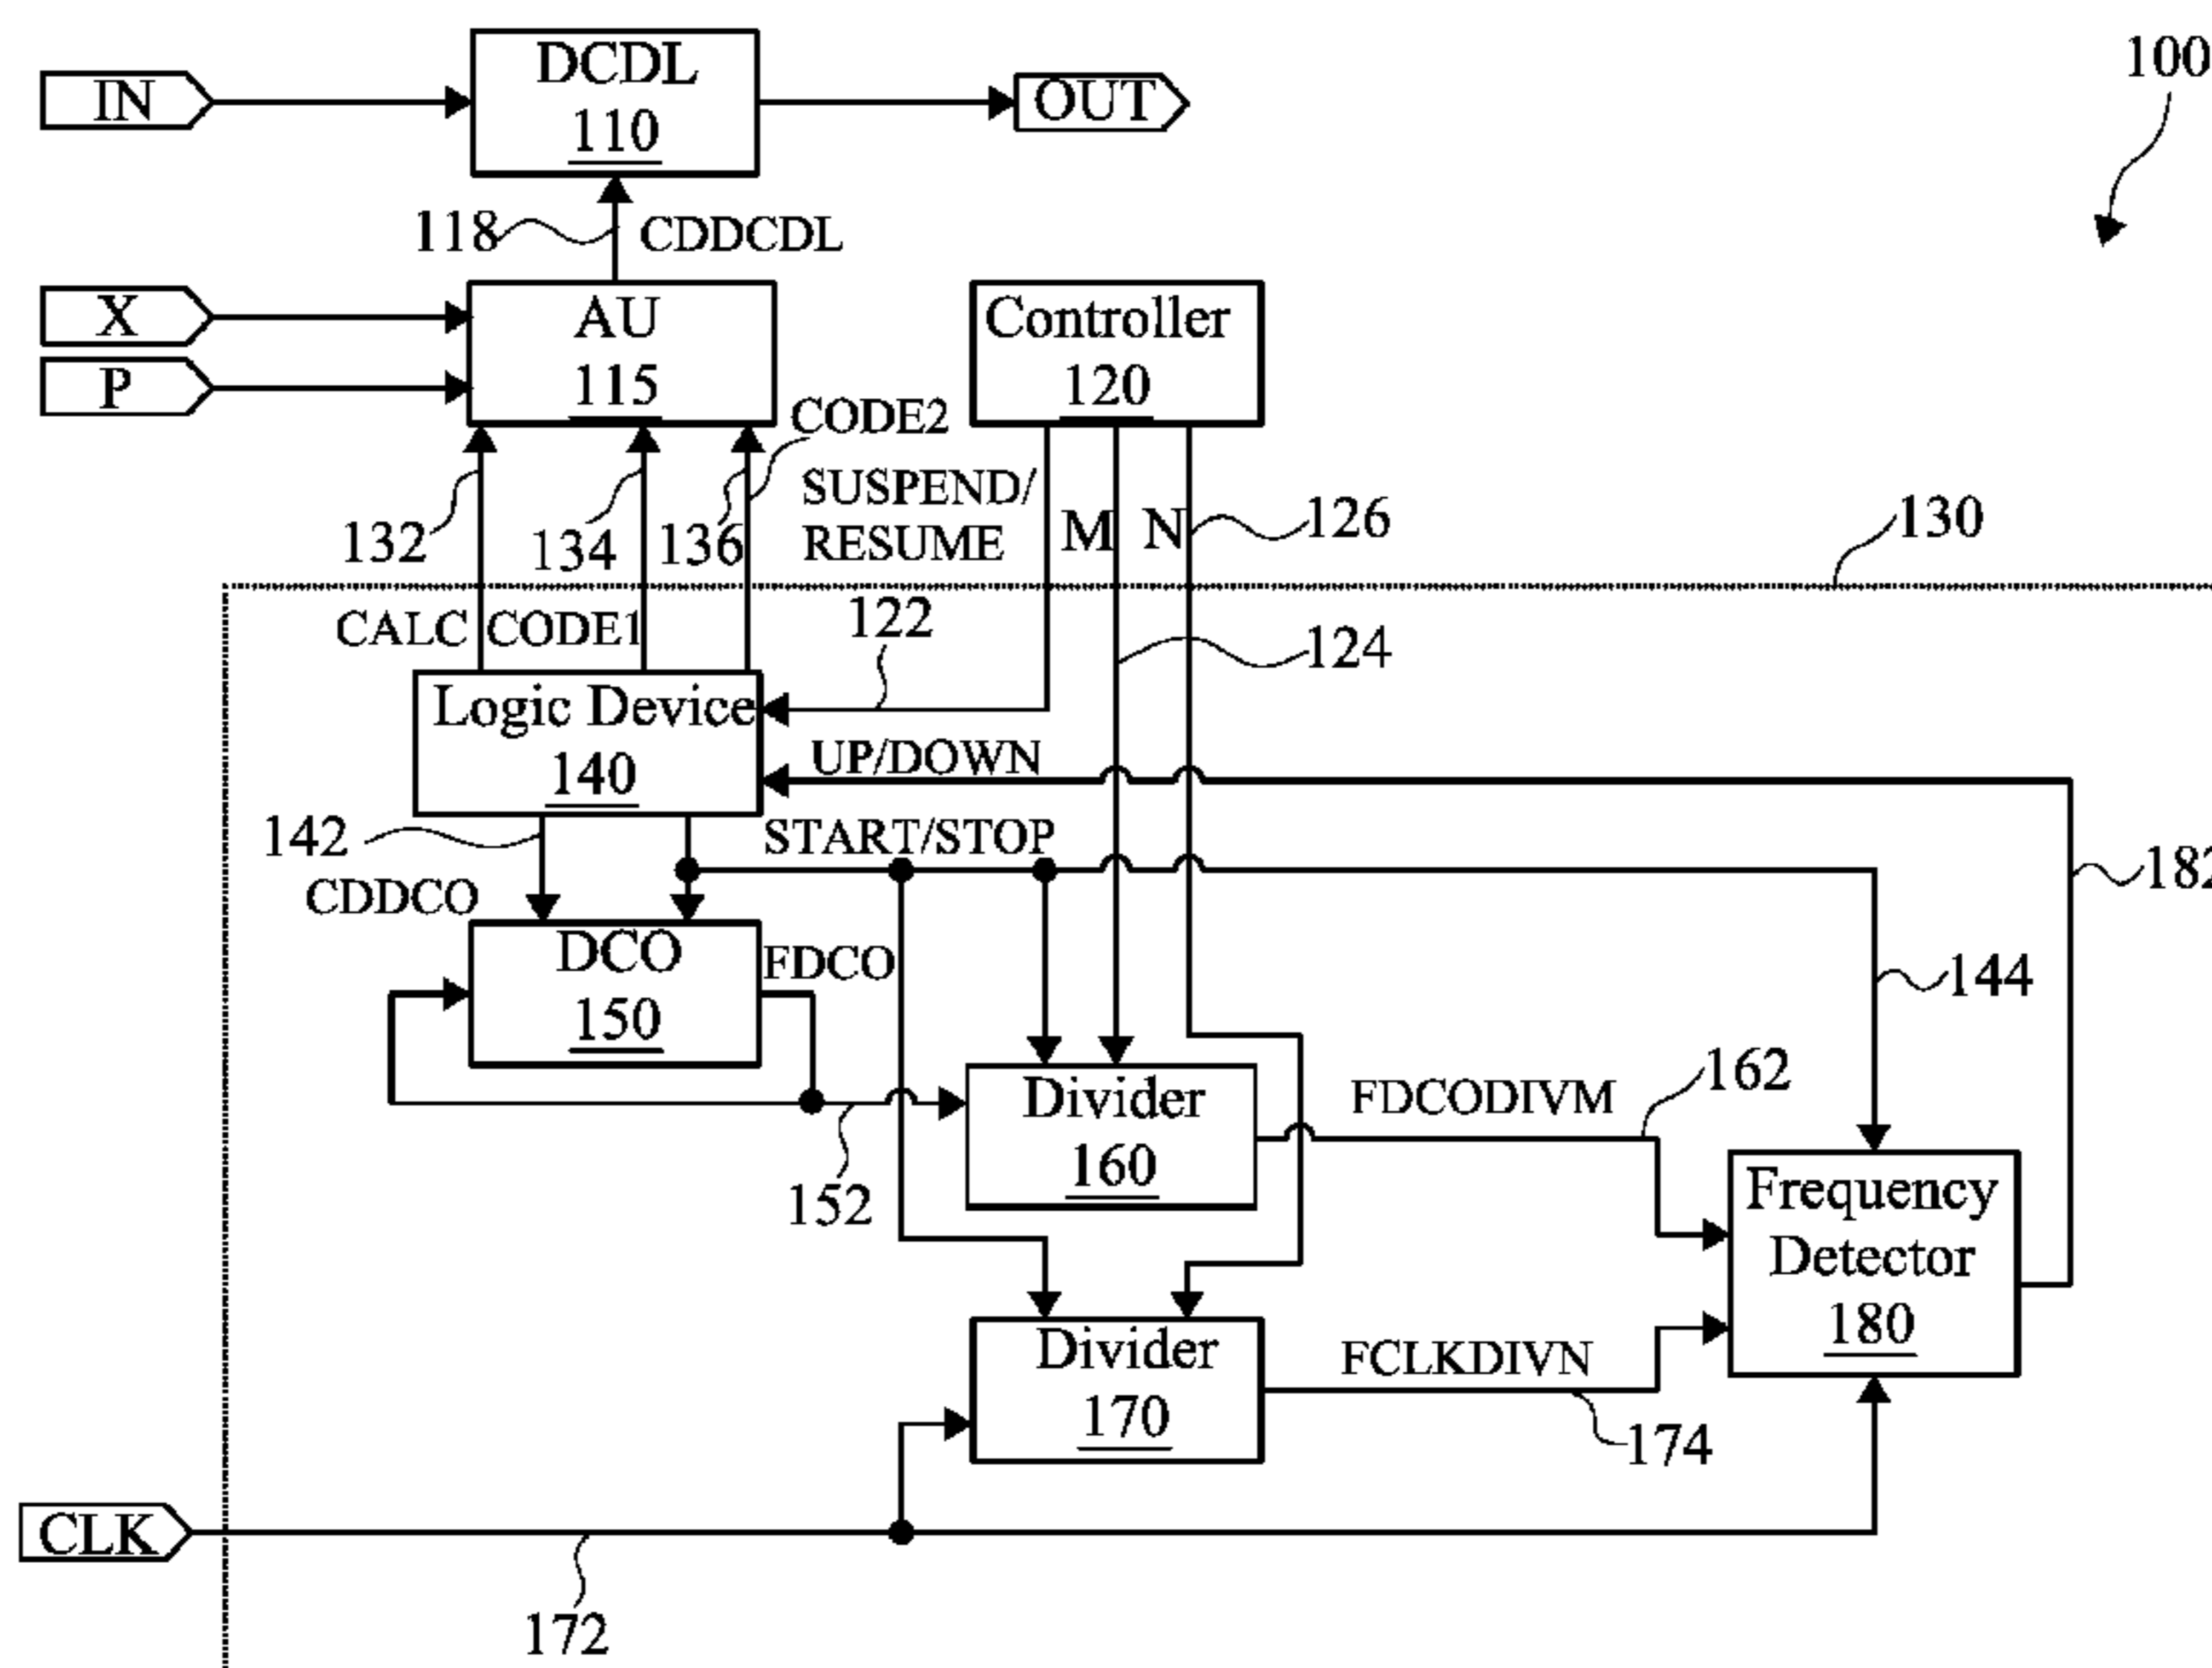 100
IN
DCDL
110
OUT
118
CDDCDL
X
P
AU
115
Controller
120
CODE2
132
134
136
SUSPEND/
RESUME
M
N
126
130
CALC
CODE1
122
124
Logic Device
140
UP/DOWN
142
START/STOP
CDDCO
182
DCO
150
FDCO
144
152
Divider
160
FDCODIVM
162
Frequency
Detector
180
Divider
170
FCLKDIVN
174
CLK
172